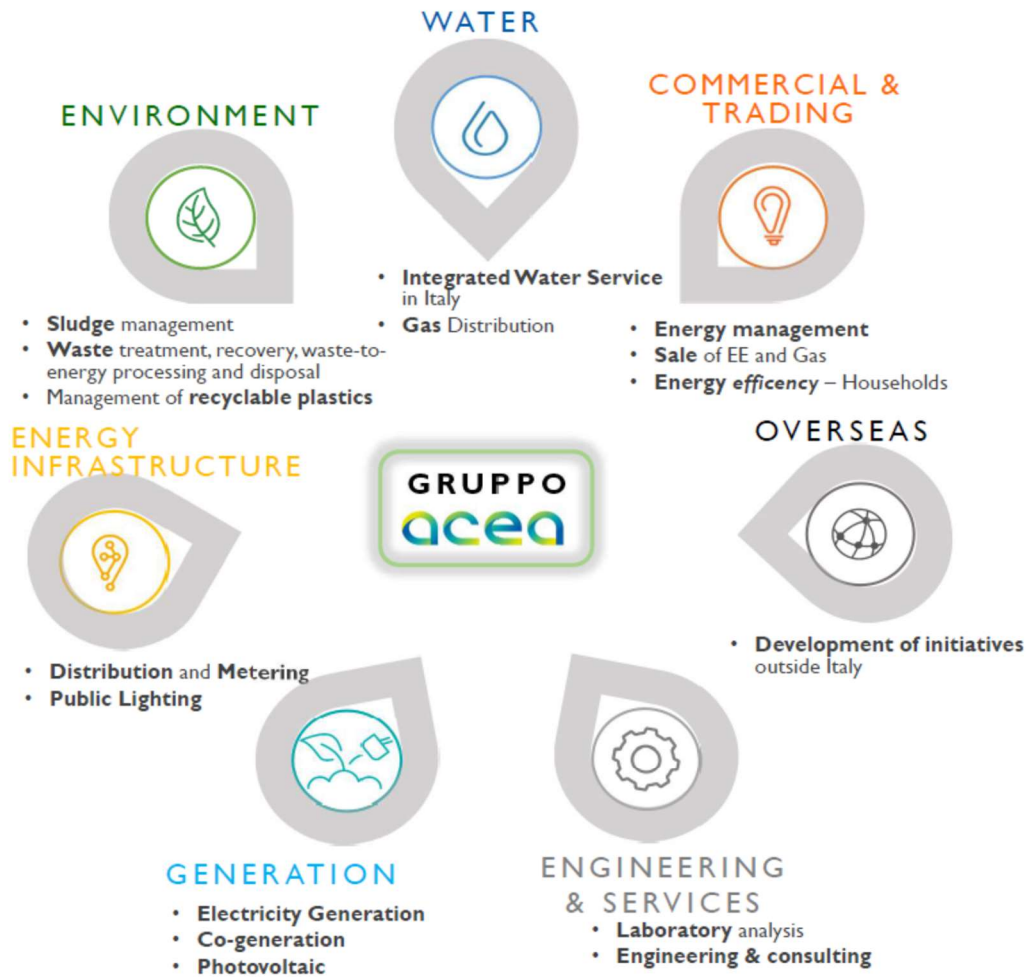 WATER
• Integrated Water Service
in Italy
• Gas Distribution
COMMERCIAL &
TRADING
• Energy management
• Sale of EE and Gas
• Energy efficency – Households
ENVIRONMENT
• Sludge management
• Waste treatment, recovery, waste-to-
energy processing and disposal
• Management of recyclable plastics
ENERGY
INFRASTRUCTURE
• Distribution and Metering
• Public Lighting
GRUPPO
acea
OVERSEAS
• Development of initiatives
outside Italy
GENERATION
• Electricity Generation
• Co-generation
• Photovoltaic
ENGINEERING
& SERVICES
• Laboratory analysis
• Engineering & consulting